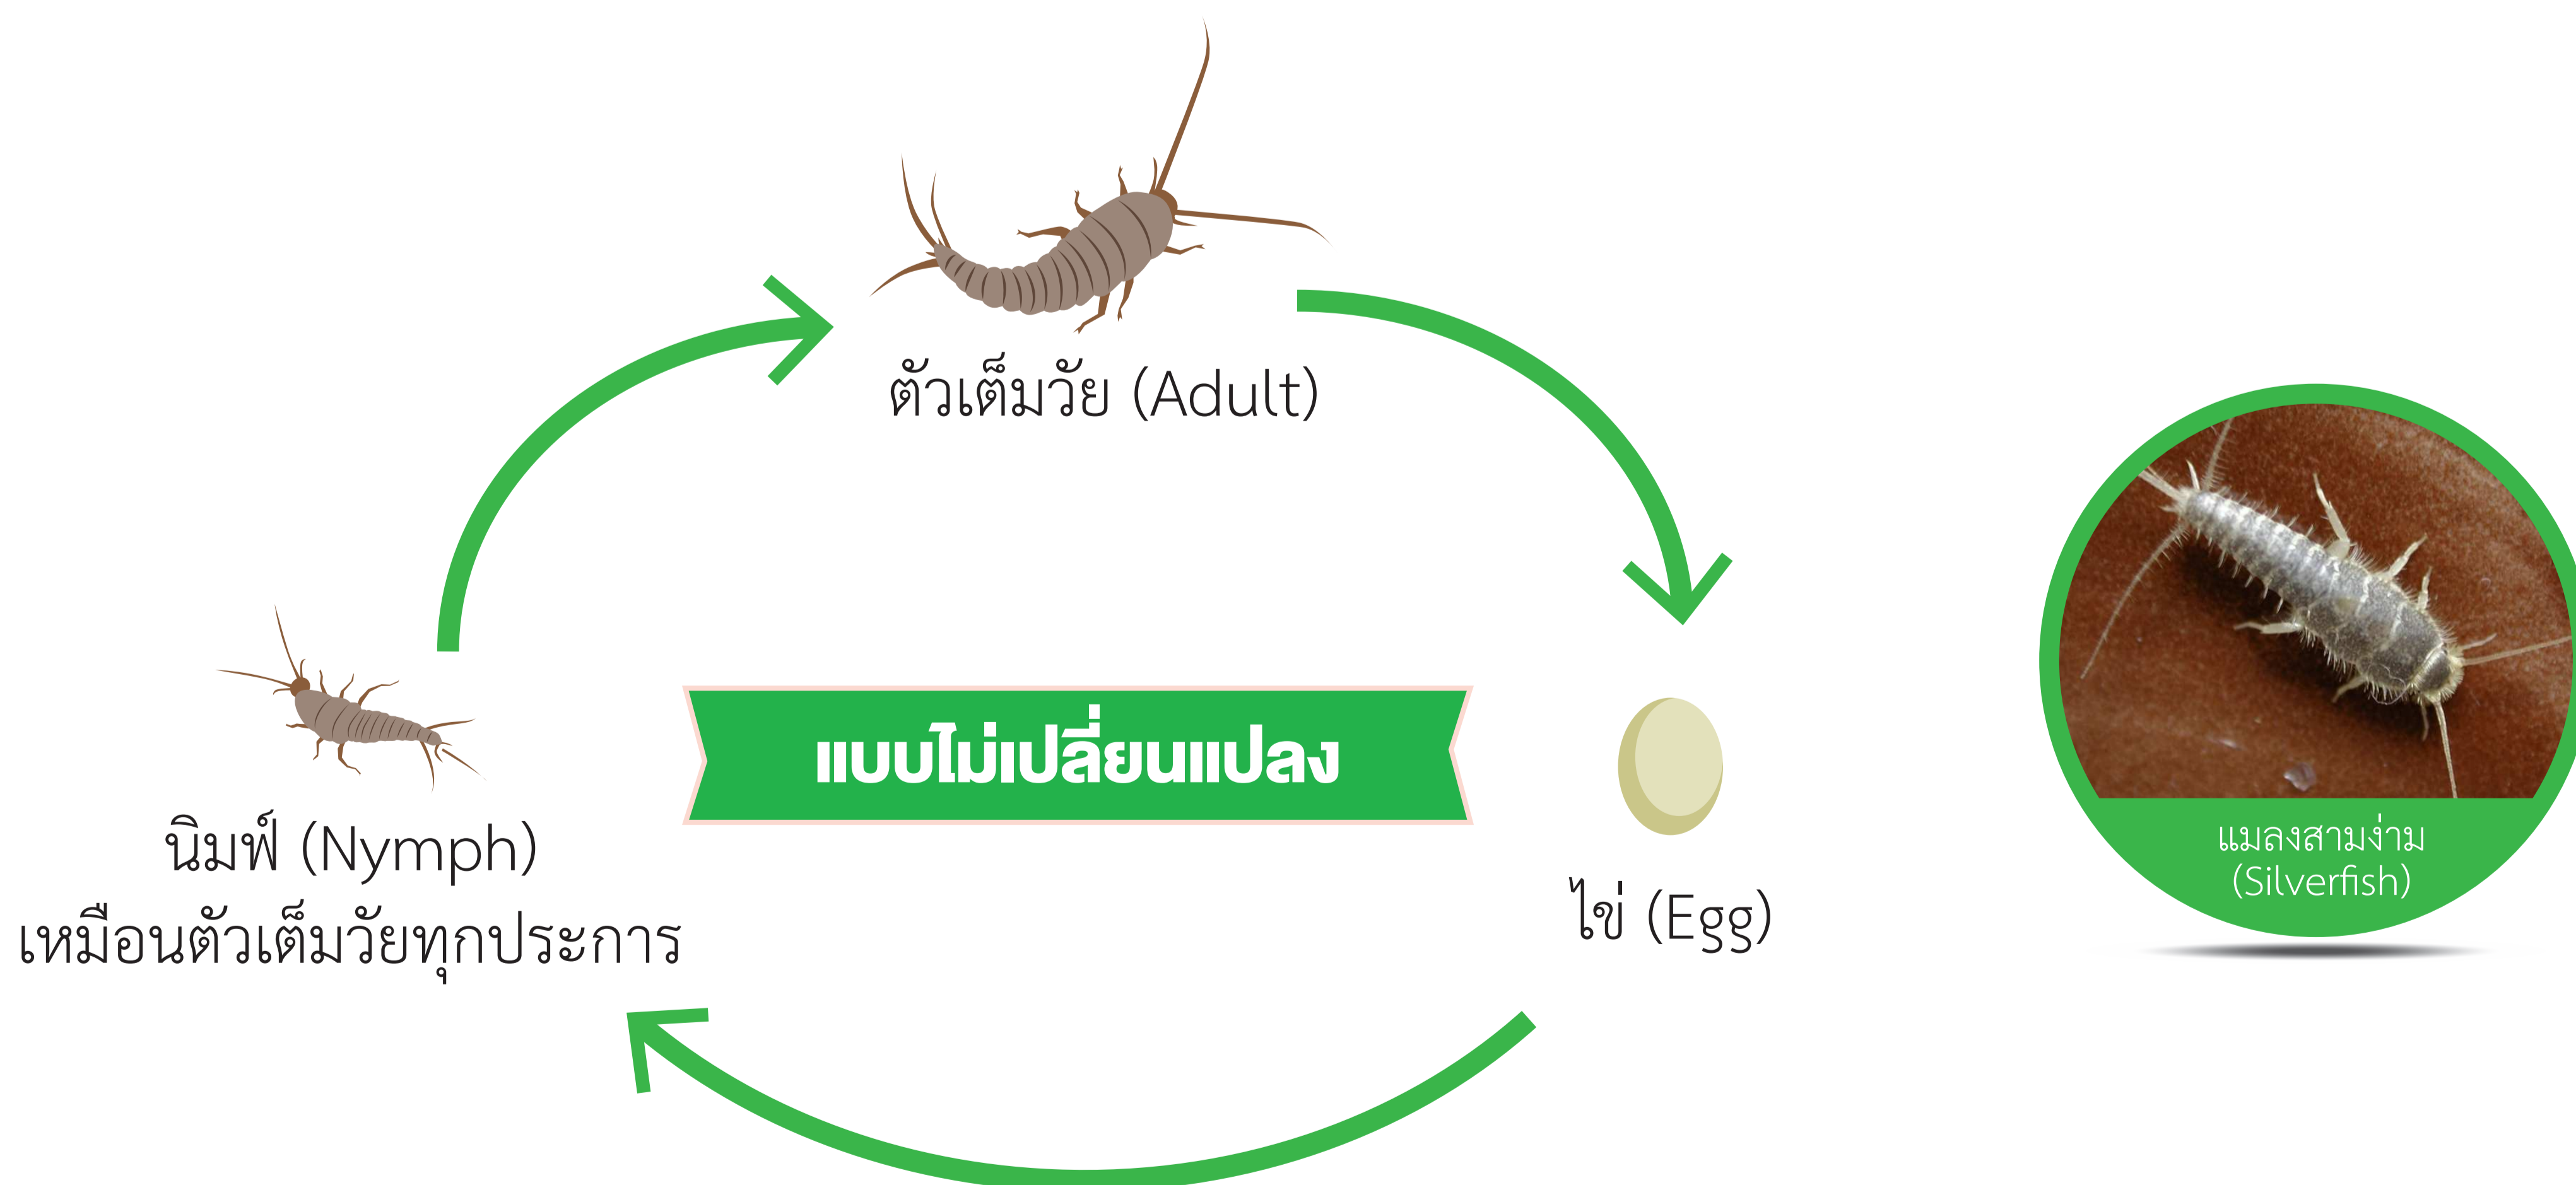 ตัวเต็มวัย (Adult)
แบบไม่เปลี่ยนแปลง
นิมฟ์ (Nymph)
เหมือนตัวเต็มวัยทุกประการ
ไข่ (Egg)
แมลงสามง่าม
(Silverfish)